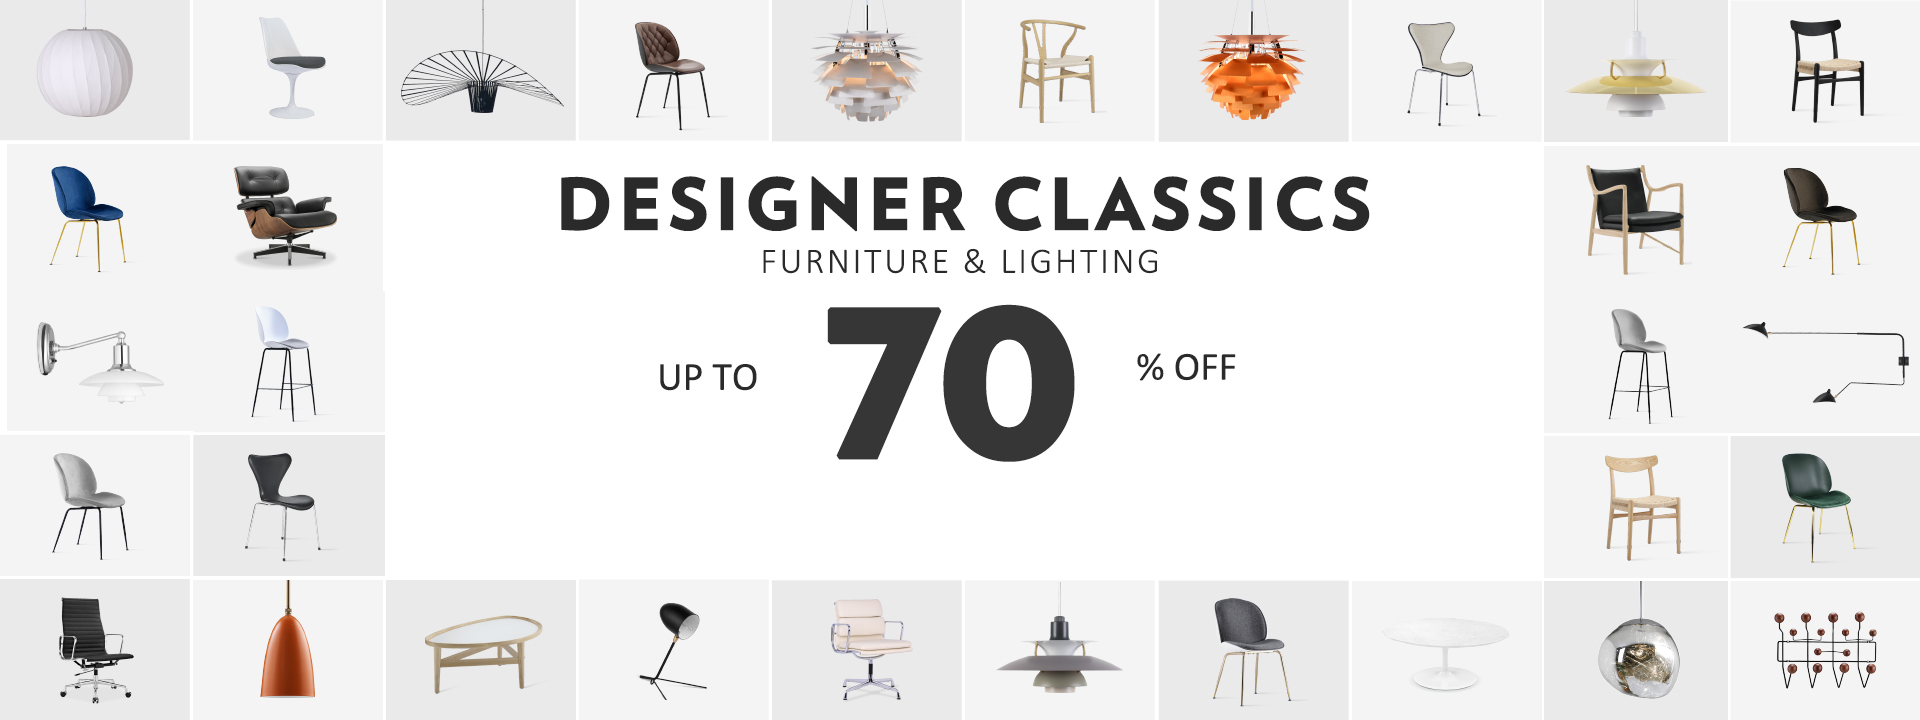 DESIGNER CLASSICS
FURNITURE & LIGHTING
UP TO 70 % OFF